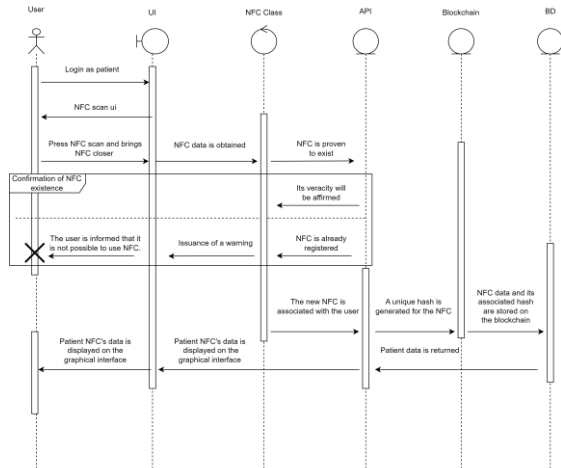 User
UI
NFC Class
API
Blockchain
BD
Login as patient
NFC scan ui
Press NFC scan and brings
NFC closer
NFC data is obtained
NFC is proven
to exist
Confirmation of NFC
existence
Its veracity will
be affirmed
The user is informed that it
is not possible to use NFC.
Issuance of a warning
NFC is already
registered
The new NFC is
associated with the user
A unique hash is
generated for the NFC
NFC data and its
associated hash
are stored on
the blockchain
Patient NFC's data is
displayed on the
graphical interface
Patient NFC's data is
displayed on the
graphical interface
Patient data is returned